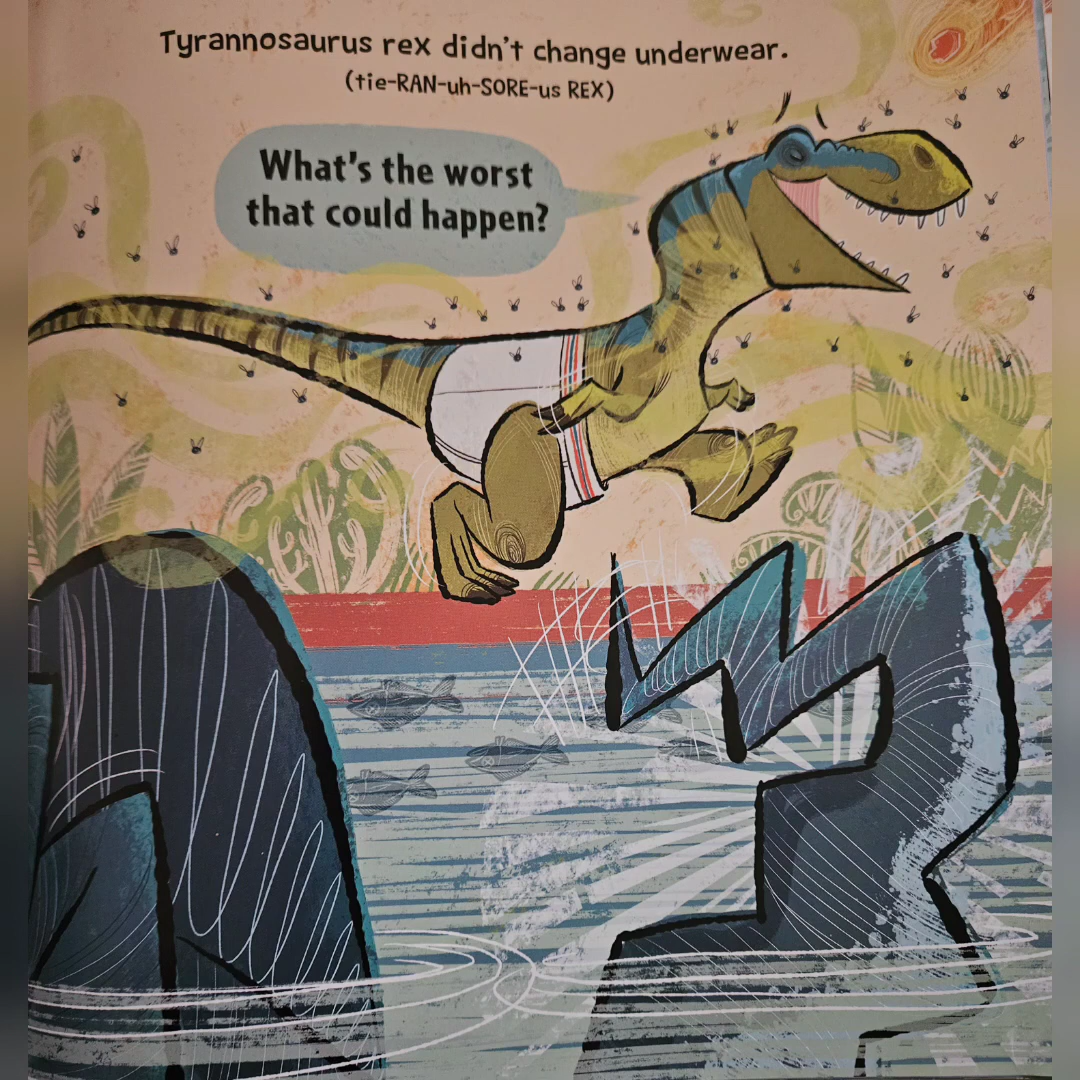 Tyrannosaurus rex didn't change underwear.
(tie-RAN-uh-SORE-us REX)
What's the worst
that could happen?